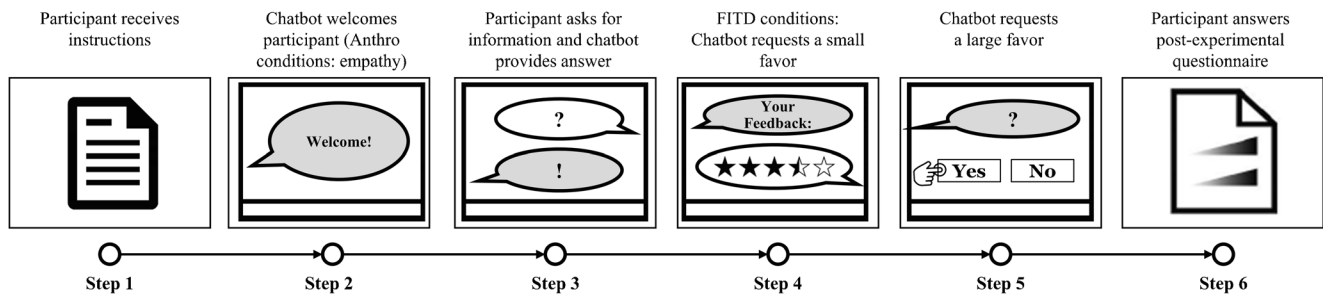 Participant receives
instructions
Chatbot welcomes
participant (Anthro
conditions: empathy)
Participant asks for
information and chatbot
provides answer
FITD conditions:
Chatbot requests a small
favor
Chatbot requests
a large favor
Participant answers
post-experimental
questionnaire
Welcome!
?
!
Your
Feedback:
?
Yes
No
Step 1
Step 2
Step 3
Step 4
Step 5
Step 6